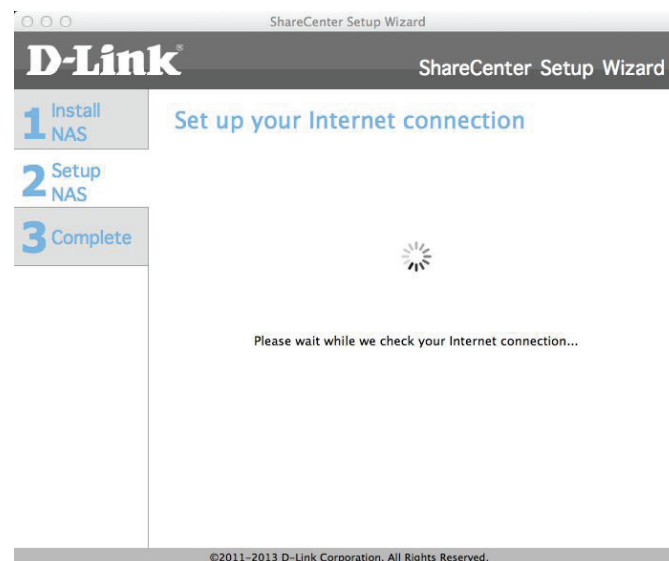 ShareCenter Setup Wizard
D-Link®
ShareCenter Setup Wizard
1 Install NAS
Set up your Internet connection
2 Setup NAS
3 Complete
Please wait while we check your Internet connection...
©2011-2013 D-Link Corporation. All Rights Reserved.